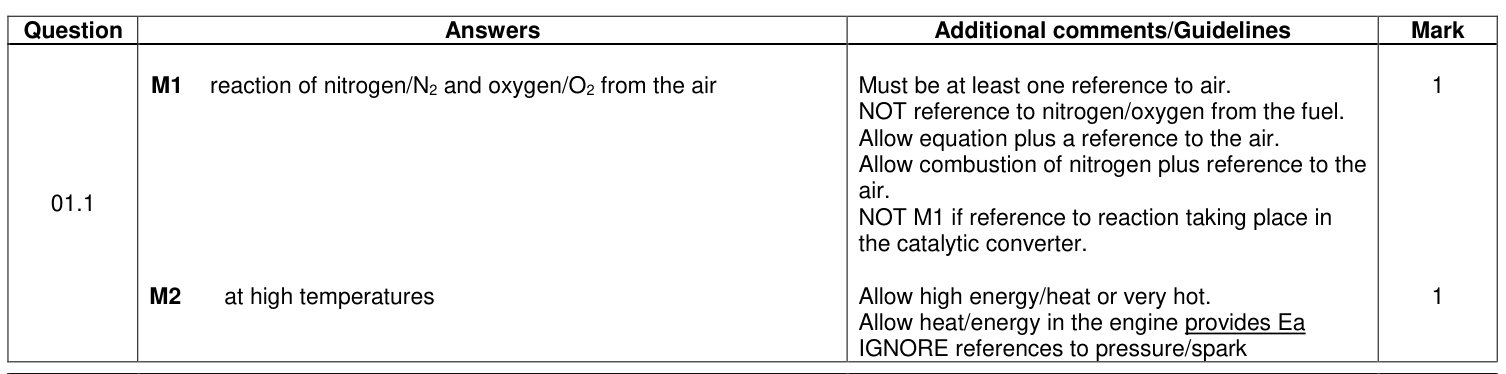 Question Answers Additional comments/Guidelines Mark
01.1
M1 reaction of nitrogen/N₂ and oxygen/O₂ from the air
Must be at least one reference to air.
NOT reference to nitrogen/oxygen from the fuel.
Allow equation plus a reference to the air.
Allow combustion of nitrogen plus reference to the
air.
NOT M1 if reference to reaction taking place in
the catalytic converter.
1
M2 at high temperatures
Allow high energy/heat or very hot.
Allow heat/energy in the engine provides Ea
IGNORE references to pressure/spark
1